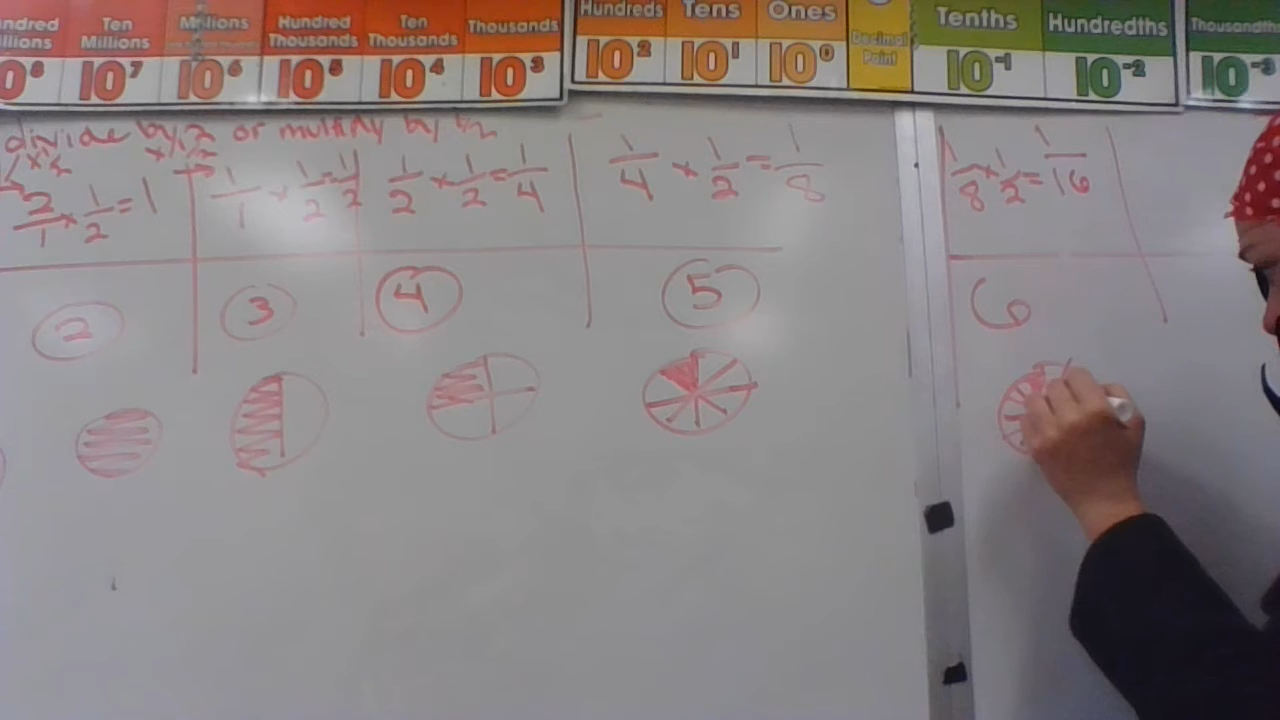 Ten Millions
Millions
Hundred Thousands
Ten Thousands
Thousands
Hundreds
Tens
Ones
Decimal Point
Tenths
Hundredths
10⁸ 10⁷ 10⁶ 10⁵ 10⁴ 10³ 10² 10¹ 10⁰ 10⁻¹ 10⁻² 10⁻³
divide by 2 or multiply by 1/2
2/1 × 1/2 = 1
1/1 × 1/2 = 1/2
1/2 × 1/2 = 1/4
1/4 × 1/2 = 1/8
1/8 × 1/2 = 1/16
2 3 4 5 6